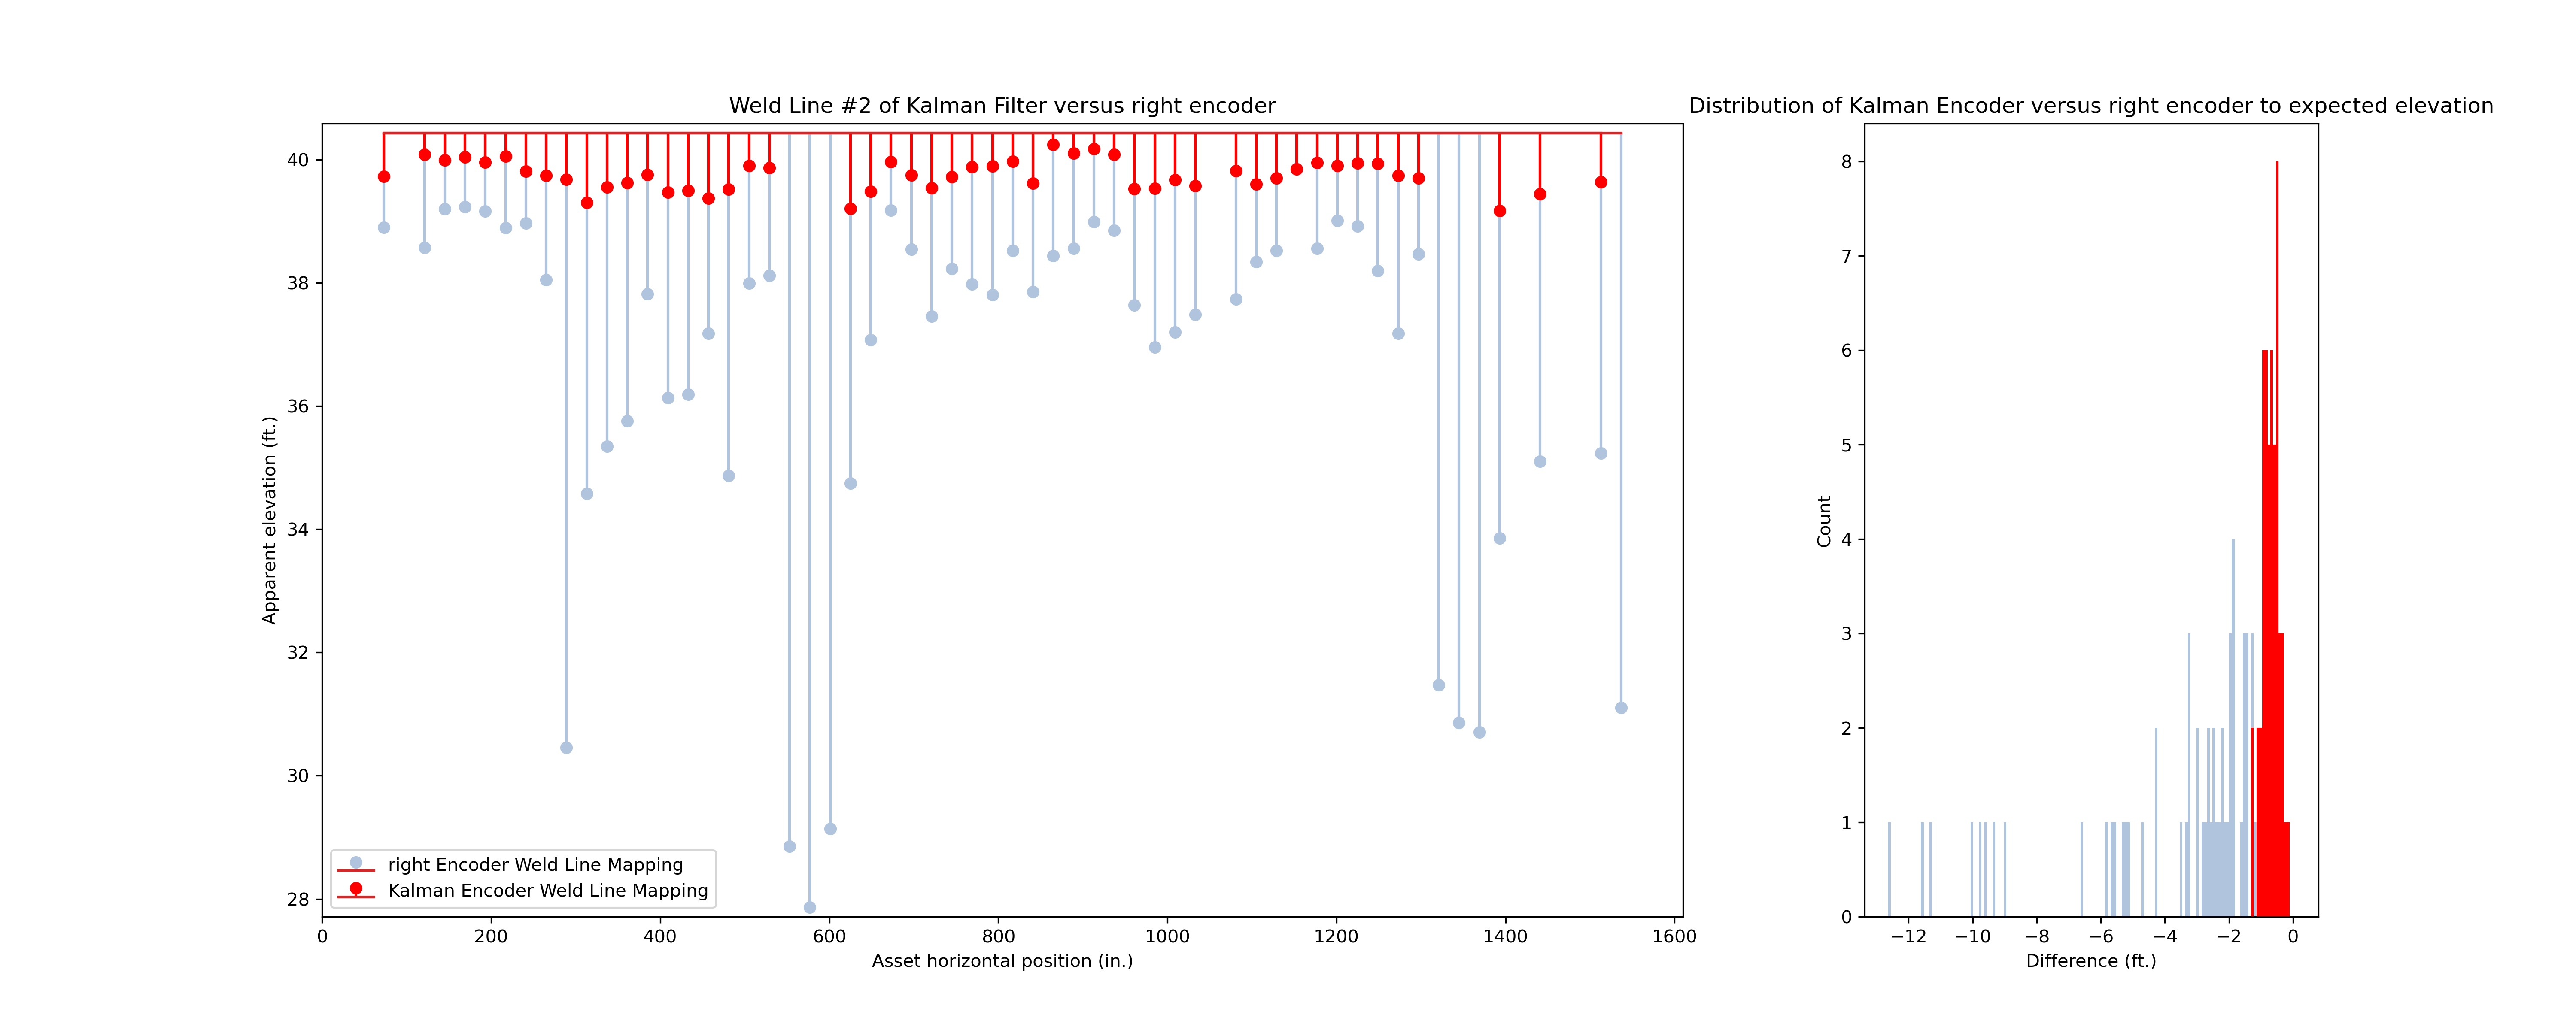 Weld Line #2 of Kalman Filter versus right encoder
Apparent elevation (ft.)
40
38
36
34
32
30
28
right Encoder Weld Line Mapping
Kalman Encoder Weld Line Mapping
0 200 400 600 800 1000 1200 1400 1600
Asset horizontal position (in.)
Distribution of Kalman Encoder versus right encoder to expected elevation
Count
8
7
6
5
4
3
2
1
0
−12 −10 −8 −6 −4 −2 0
Difference (ft.)